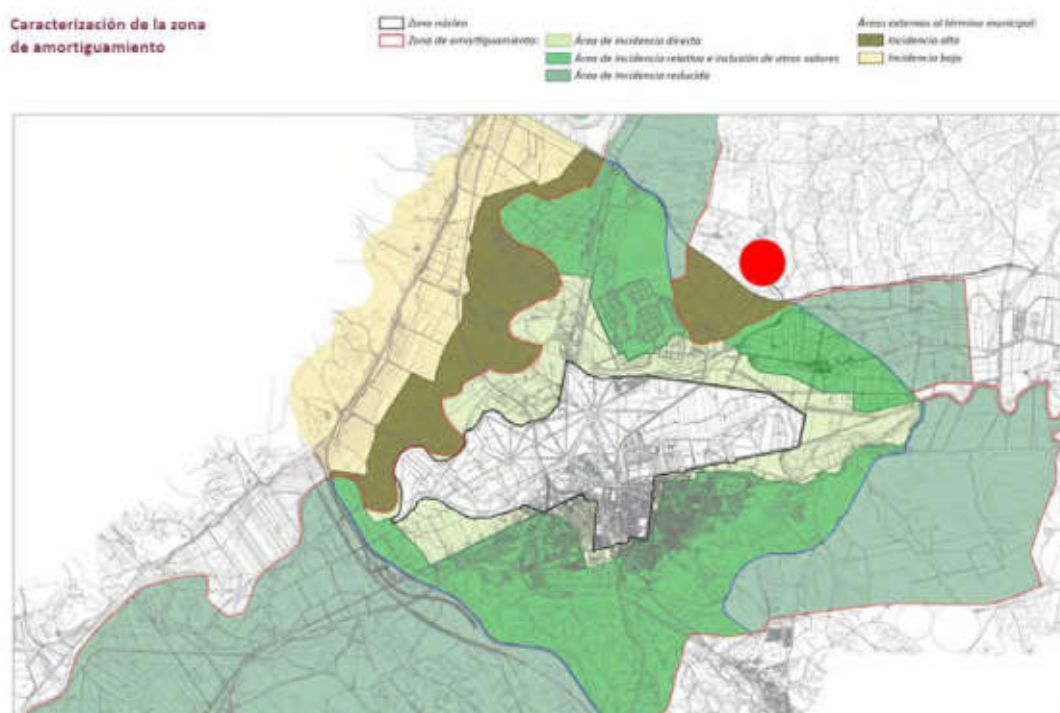 Caracterización de la zona
de amortiguamiento
Zona núcleo
Zona de amortiguamiento:
Área de incidencia directa
Área de incidencia relativa e inclusión de otros valores
Área de incidencia reducida
Áreas externas al término municipal:
Incidencia alta
Incidencia baja